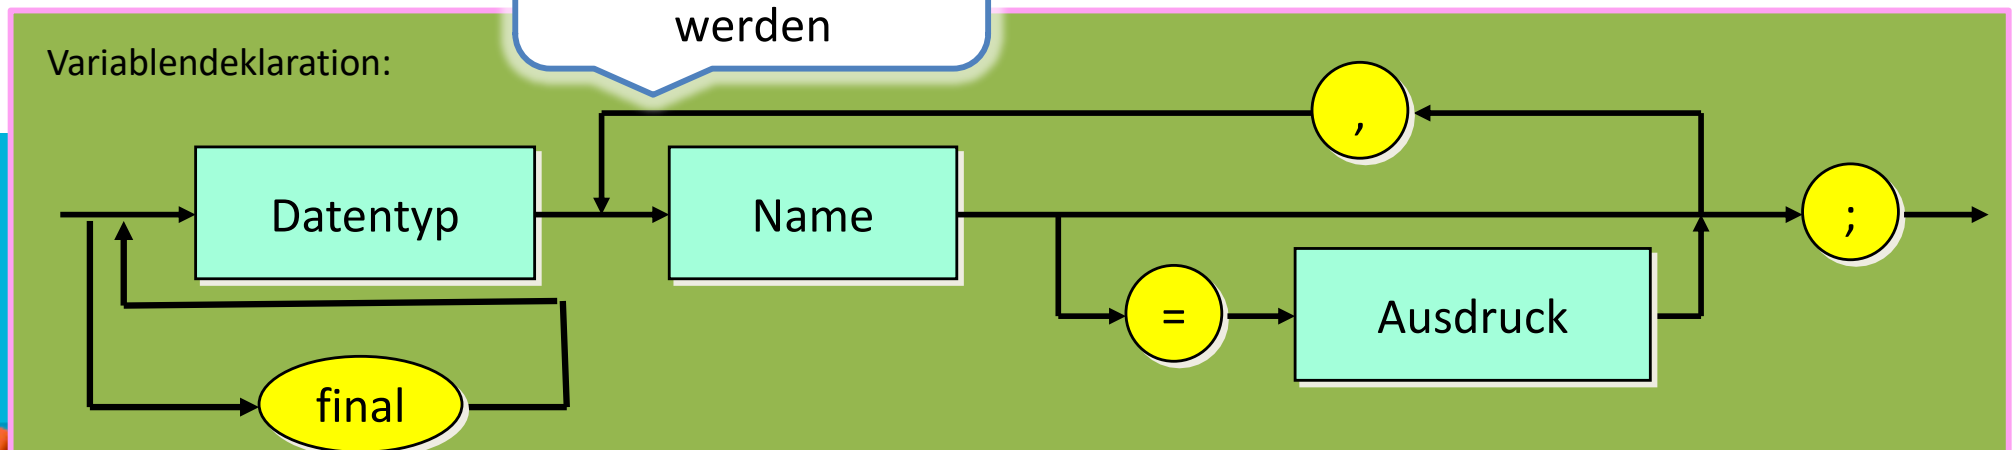 werden
Variablendeklaration:
,
Datentyp
Name
;
=
Ausdruck
final